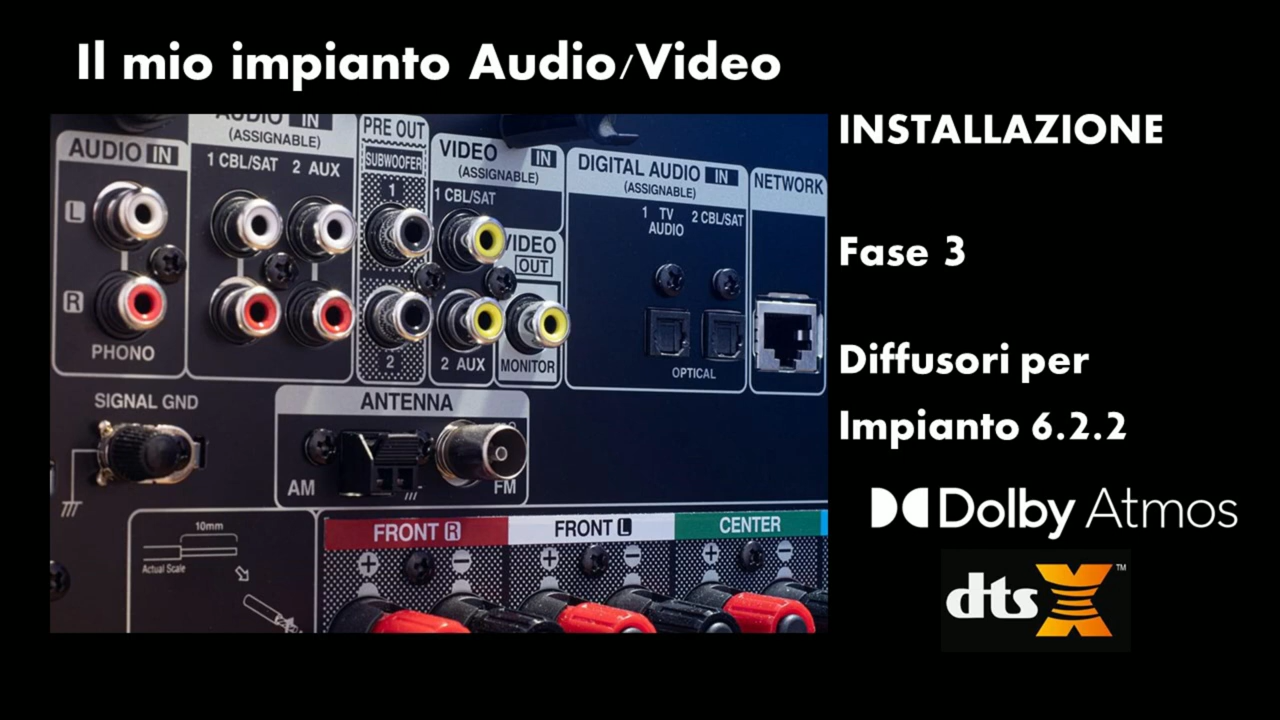 Il mio impianto Audio/Video
INSTALLAZIONE
Fase 3
Diffusori per
Impianto 6.2.2
Dolby Atmos
dts X ™
AUDIO IN
L
R
PHONO
AUDIO IN
(ASSIGNABLE)
1 CBL/SAT 2 AUX
PRE OUT
SUBWOOFER
1
2
VIDEO IN
(ASSIGNABLE)
1 CBL/SAT
2 AUX
VIDEO
OUT
MONITOR
DIGITAL AUDIO IN
(ASSIGNABLE)
1 TV AUDIO
2 CBL/SAT
OPTICAL
NETWORK
SIGNAL GND
ANTENNA
AM
FM
10mm
Actual Scale
FRONT R
+ −
FRONT L
+ −
CENTER
+ −